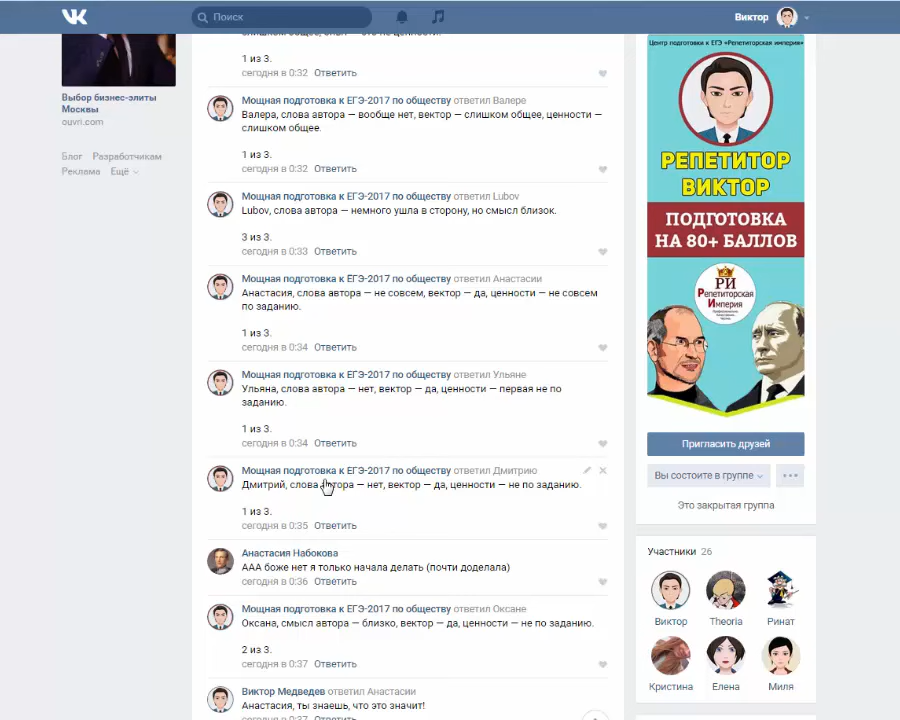 Поиск
Виктор
Выбор бизнес-элиты
Москвы
ouvri.com
Блог Разработчикам
Реклама Ещё
1 из 3.
сегодня в 0:32 Ответить
Мощная подготовка к ЕГЭ-2017 по обществу ответил Валере
Валера, слова автора — вообще нет, вектор — слишком общее, ценности —
слишком общее.
1 из 3.
сегодня в 0:32 Ответить
Мощная подготовка к ЕГЭ-2017 по обществу ответил Lubov
Lubov, слова автора — немного ушла в сторону, но смысл близок.
3 из 3.
сегодня в 0:33 Ответить
Мощная подготовка к ЕГЭ-2017 по обществу ответил Анастасии
Анастасия, слова автора — не совсем, вектор — да, ценности — не совсем
по заданию.
1 из 3.
сегодня в 0:34 Ответить
Мощная подготовка к ЕГЭ-2017 по обществу ответил Ульяне
Ульяна, слова автора — нет, вектор — да, ценности — первая не по
заданию.
1 из 3.
сегодня в 0:34 Ответить
Мощная подготовка к ЕГЭ-2017 по обществу ответил Дмитрию
Дмитрий, слова автора — нет, вектор — да, ценности — не по заданию.
1 из 3.
сегодня в 0:35 Ответить
Анастасия Набокова
ААА боже нет я только начала делать (почти доделала)
сегодня в 0:36 Ответить
Мощная подготовка к ЕГЭ-2017 по обществу ответил Оксане
Оксана, смысл автора — близко, вектор — да, ценности — не по заданию.
2 из 3.
сегодня в 0:37 Ответить
Виктор Медведев ответил Анастасии
Анастасия, ты знаешь, что это значит!
сегодня в 0:37 Ответить
Центр подготовки к ЕГЭ «Репетиторская империя»
РЕПЕТИТОР
ВИКТОР
ПОДГОТОВКА
НА 80+ БАЛЛОВ
РИ
Репетиторская
Империя
Пригласить друзей
Вы состоите в группе
Это закрытая группа
Участники 26
Виктор Theoria Ринат
Кристина Елена Миля